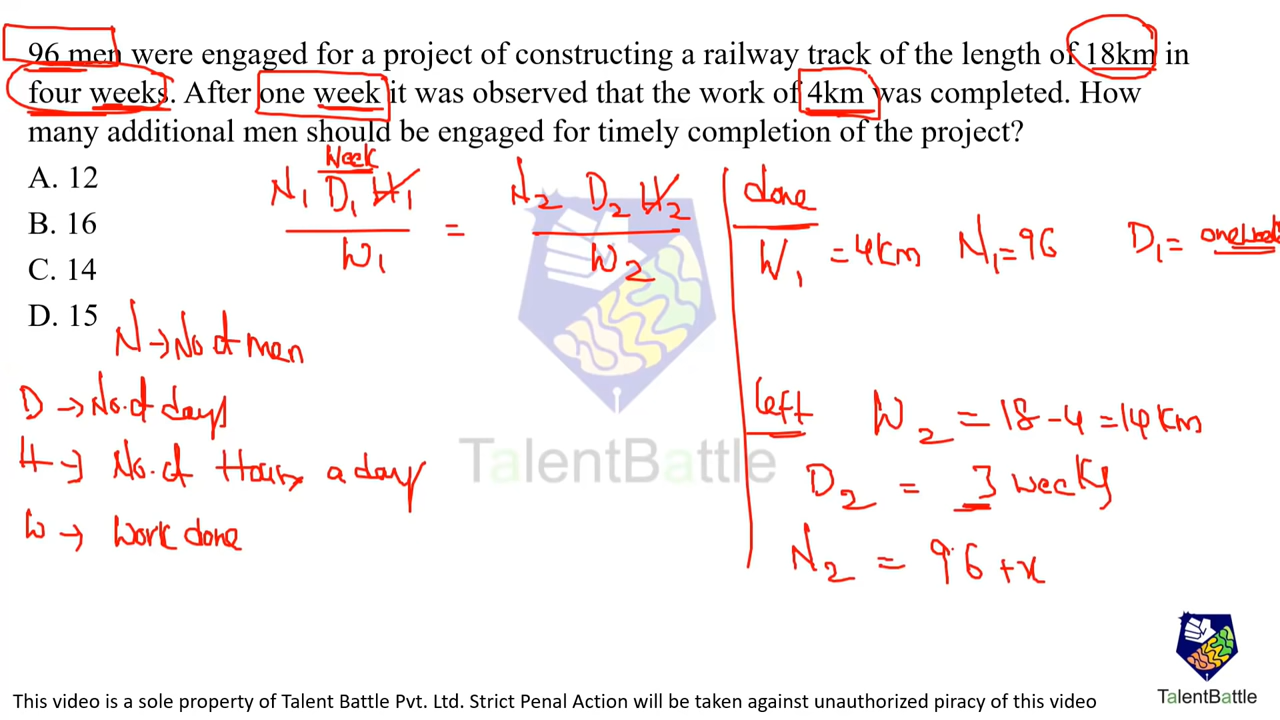 96 men were engaged for a project of constructing a railway track of the length of 18km in
four weeks. After one week it was observed that the work of 4km was completed. How
many additional men should be engaged for timely completion of the project?
A. 12
B. 16
C. 14
D. 15
Week
N₁ D₁ H₁ / W₁ = N₂ D₂ H₂ / W₂
N → No of men
D → No. of days
H → No. of Hours a day
W → Work done
done
W₁ = 4km N₁ = 96 D₁ = one week
left W₂ = 18 - 4 = 14 km
D₂ = 3 weeks
N₂ = 96 + x
TalentBattle
TalentBattle
This video is a sole property of Talent Battle Pvt. Ltd. Strict Penal Action will be taken against unauthorized piracy of this video